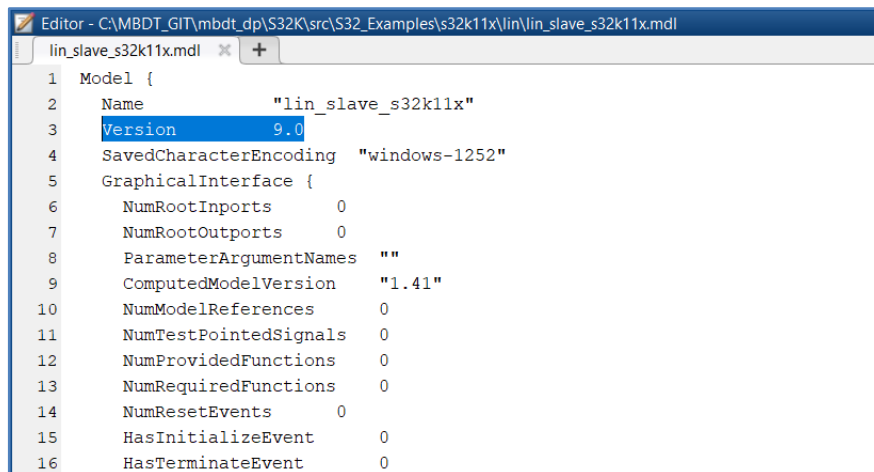 Editor - C:\MBDT_GIT\mbdt_dp\S32K\src\S32_Examples\s32k11x\lin\lin_slave_s32k11x.mdl
lin_slave_s32k11x.mdl × +
1 Model {
2 Name "lin_slave_s32k11x"
3 Version 9.0
4 SavedCharacterEncoding "windows-1252"
5 GraphicalInterface {
6 NumRootInports 0
7 NumRootOutports 0
8 ParameterArgumentNames ""
9 ComputedModelVersion "1.41"
10 NumModelReferences 0
11 NumTestPointedSignals 0
12 NumProvidedFunctions 0
13 NumRequiredFunctions 0
14 NumResetEvents 0
15 HasInitializeEvent 0
16 HasTerminateEvent 0